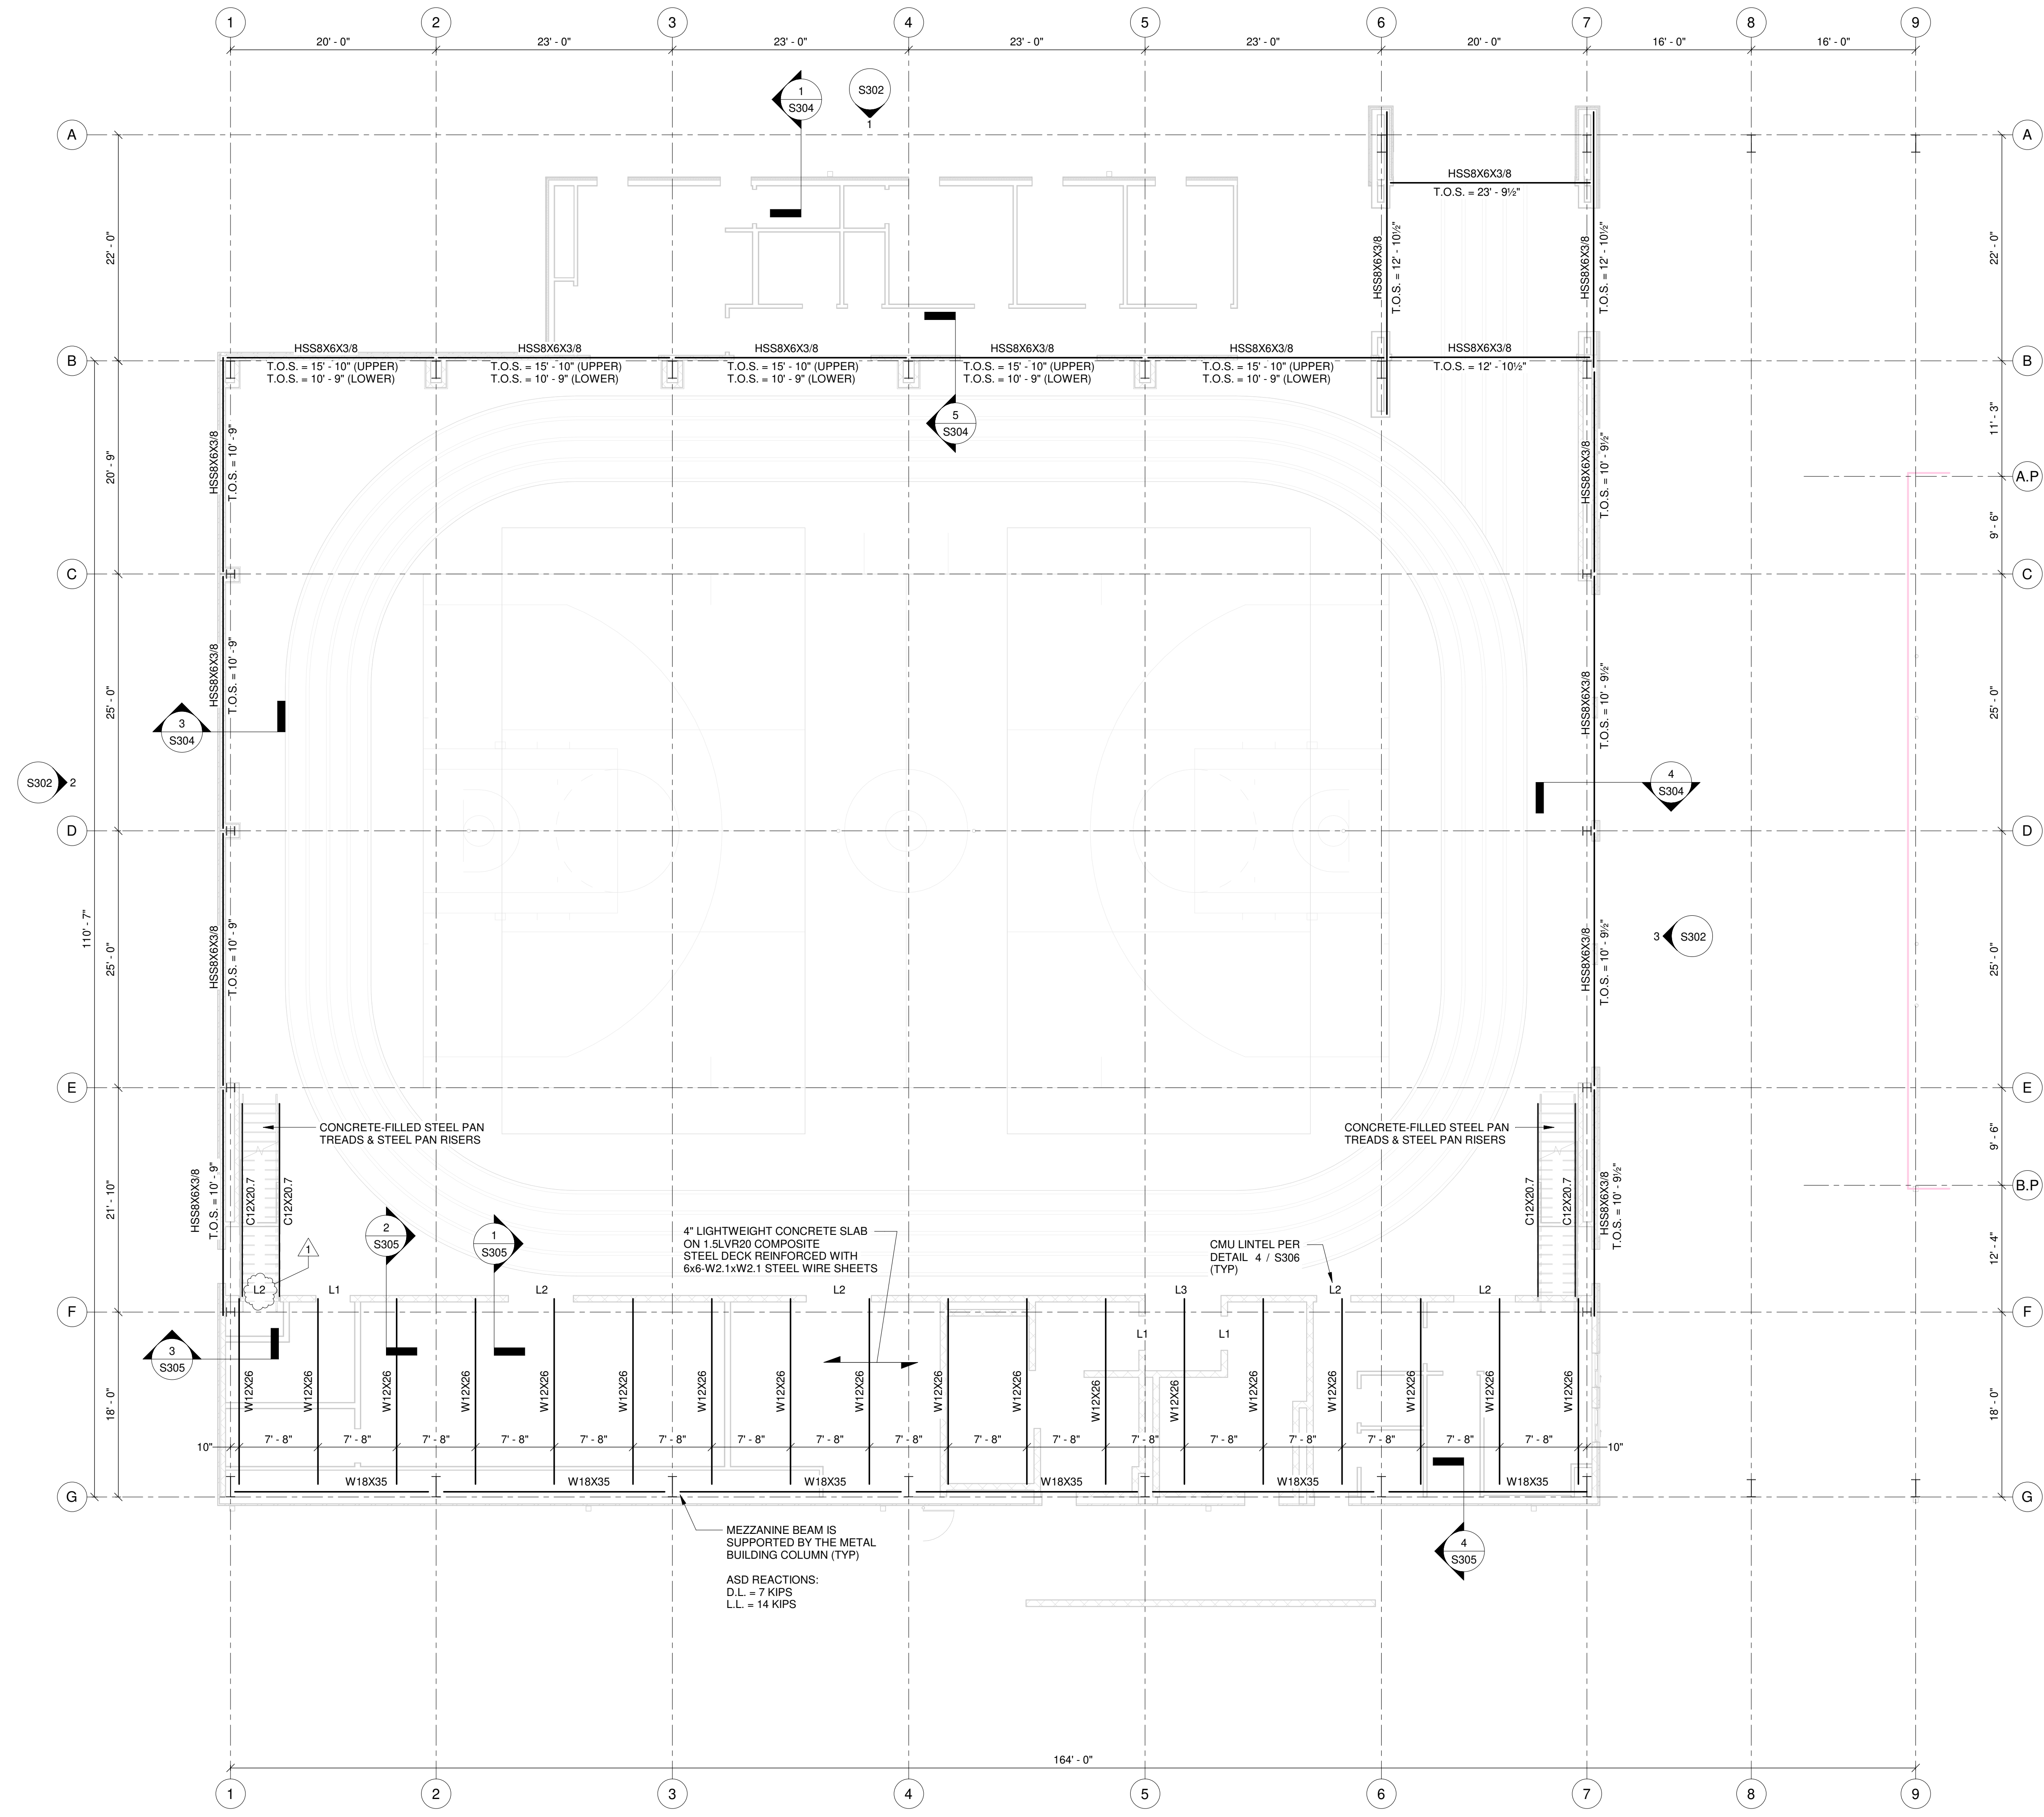 1 2 3 4 5 6 7 8 9
20' - 0" 23' - 0" 23' - 0" 23' - 0" 23' - 0" 20' - 0" 16' - 0" 16' - 0"
1
S304
S302
1
A A
HSS8X6X3/8
T.O.S. = 23' - 9½"
22' - 0"
HSS8X6X3/8
T.O.S. = 12' - 10½"
HSS8X6X3/8
T.O.S. = 12' - 10½"
22' - 0"
HSS8X6X3/8 HSS8X6X3/8 HSS8X6X3/8 HSS8X6X3/8 HSS8X6X3/8 HSS8X6X3/8
B B
T.O.S. = 15' - 10" (UPPER) T.O.S. = 15' - 10" (UPPER) T.O.S. = 15' - 10" (UPPER) T.O.S. = 15' - 10" (UPPER) T.O.S. = 15' - 10" (UPPER) T.O.S. = 12' - 10½"
T.O.S. = 10' - 9" (LOWER) T.O.S. = 10' - 9" (LOWER) T.O.S. = 10' - 9" (LOWER) T.O.S. = 10' - 9" (LOWER) T.O.S. = 10' - 9" (LOWER)
5
S304
11' - 3"
20' - 9"
HSS8X6X3/8
T.O.S. = 10' - 9"
HSS8X6X3/8
T.O.S. = 10' - 9½"
A.P
9' - 6"
C C
25' - 0"
HSS8X6X3/8
T.O.S. = 10' - 9"
HSS8X6X3/8
T.O.S. = 10' - 9½"
25' - 0"
3
S304
S302 2
4
S304
D D
110' - 7"
25' - 0"
HSS8X6X3/8
T.O.S. = 10' - 9"
HSS8X6X3/8
T.O.S. = 10' - 9½"
3 S302
25' - 0"
E E
CONCRETE-FILLED STEEL PAN
TREADS & STEEL PAN RISERS
CONCRETE-FILLED STEEL PAN
TREADS & STEEL PAN RISERS
9' - 6"
21' - 10"
HSS8X6X3/8
T.O.S. = 10' - 9"
C12X20.7
C12X20.7
C12X20.7
C12X20.7
HSS8X6X3/8
T.O.S. = 10' - 9½"
B.P
12' - 4"
1
2
S305
1
S305
4" LIGHTWEIGHT CONCRETE SLAB
ON 1.5LVR20 COMPOSITE
STEEL DECK REINFORCED WITH
6x6-W2.1xW2.1 STEEL WIRE SHEETS
CMU LINTEL PER
DETAIL 4 / S306
(TYP)
L2 L1 L2 L2 L3 L2 L2
F F
L1 L1
3
S305
18' - 0"
W12X26 W12X26 W12X26 W12X26 W12X26 W12X26 W12X26 W12X26 W12X26 W12X26 W12X26 W12X26 W12X26 W12X26 W12X26 W12X26 W12X26 W12X26
18' - 0"
10" 7' - 8" 7' - 8" 7' - 8" 7' - 8" 7' - 8" 7' - 8" 7' - 8" 7' - 8" 7' - 8" 7' - 8" 7' - 8" 7' - 8" 7' - 8" 7' - 8" 7' - 8" 7' - 8" 7' - 8" 10"
W18X35 W18X35 W18X35 W18X35 W18X35 W18X35
G G
MEZZANINE BEAM IS
SUPPORTED BY THE METAL
BUILDING COLUMN (TYP)
ASD REACTIONS:
D.L. = 7 KIPS
L.L. = 14 KIPS
4
S305
164' - 0"
1 2 3 4 5 6 7 8 9